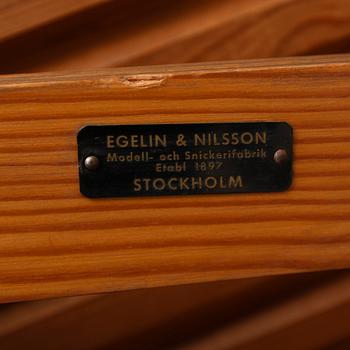 EGELIN & NILSSON
Modell- och Snickerifabrik
Etabl 1897
STOCKHOLM